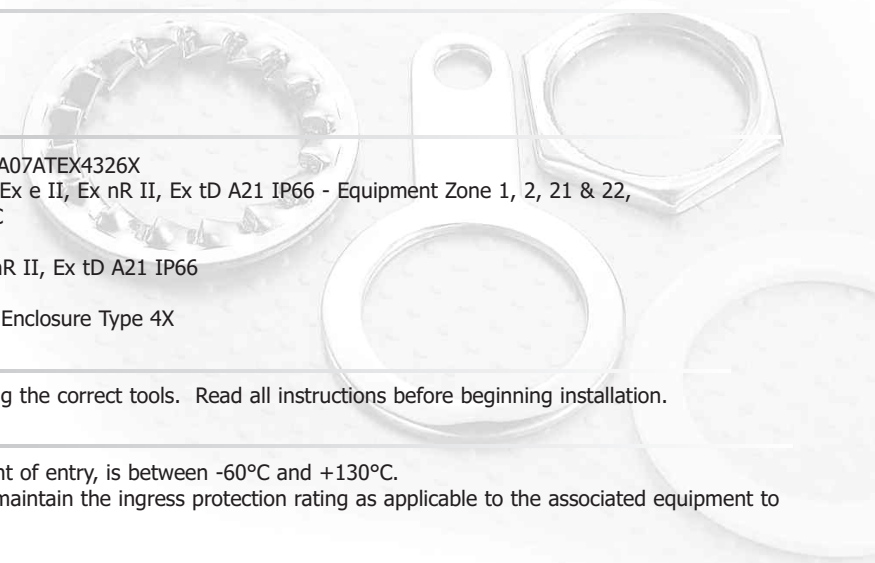 A07ATEX4326X
Ex e II, Ex nR II, Ex tD A21 IP66 - Equipment Zone 1, 2, 21 & 22,
C
nR II, Ex tD A21 IP66
Enclosure Type 4X
g the correct tools. Read all instructions before beginning installation.
nt of entry, is between -60°C and +130°C.
maintain the ingress protection rating as applicable to the associated equipment to